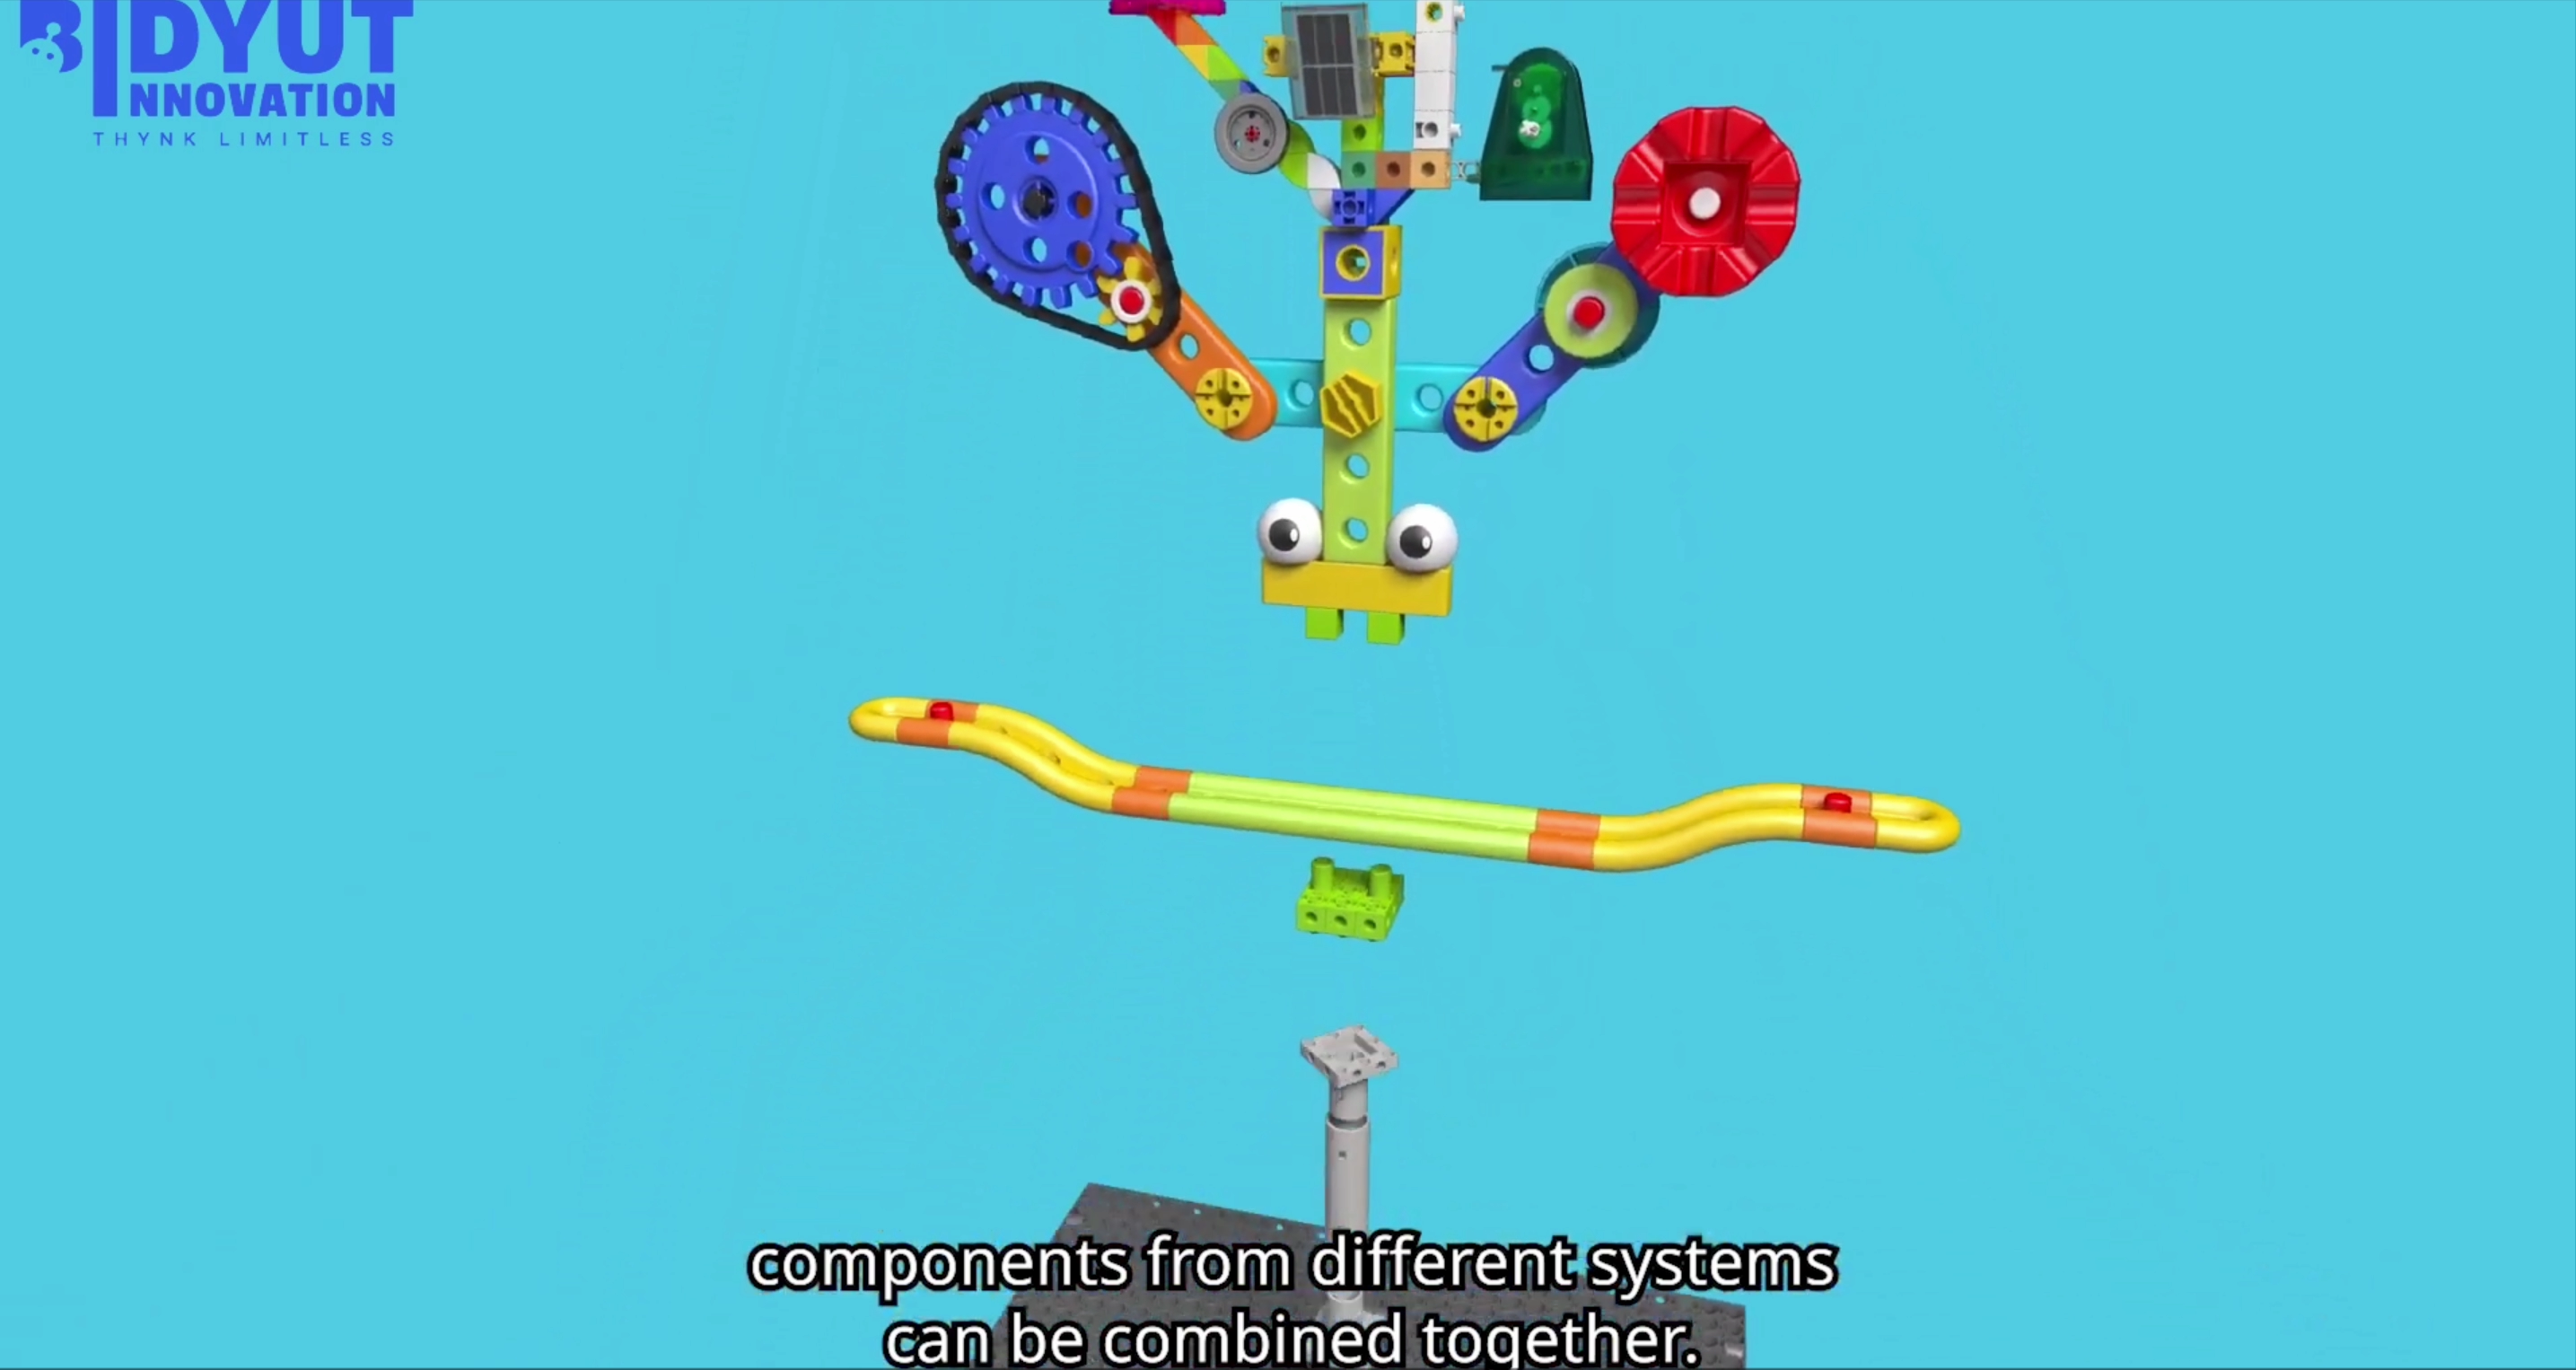 BIDYUT
INNOVATION
THYNK LIMITLESS
components from different systems
can be combined together.